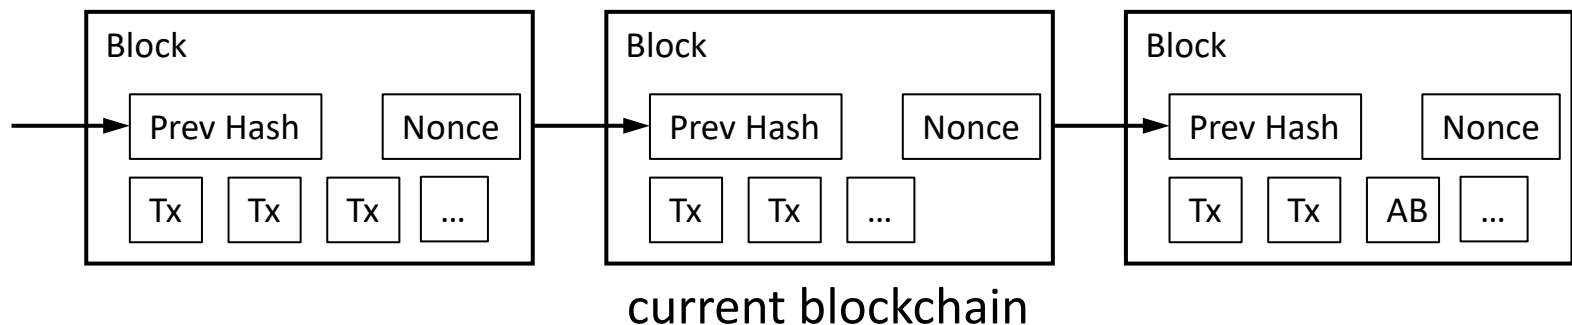 Block
Prev Hash Nonce
Tx Tx Tx ...
Block
Prev Hash Nonce
Tx Tx ...
Block
Prev Hash Nonce
Tx Tx AB ...
current blockchain